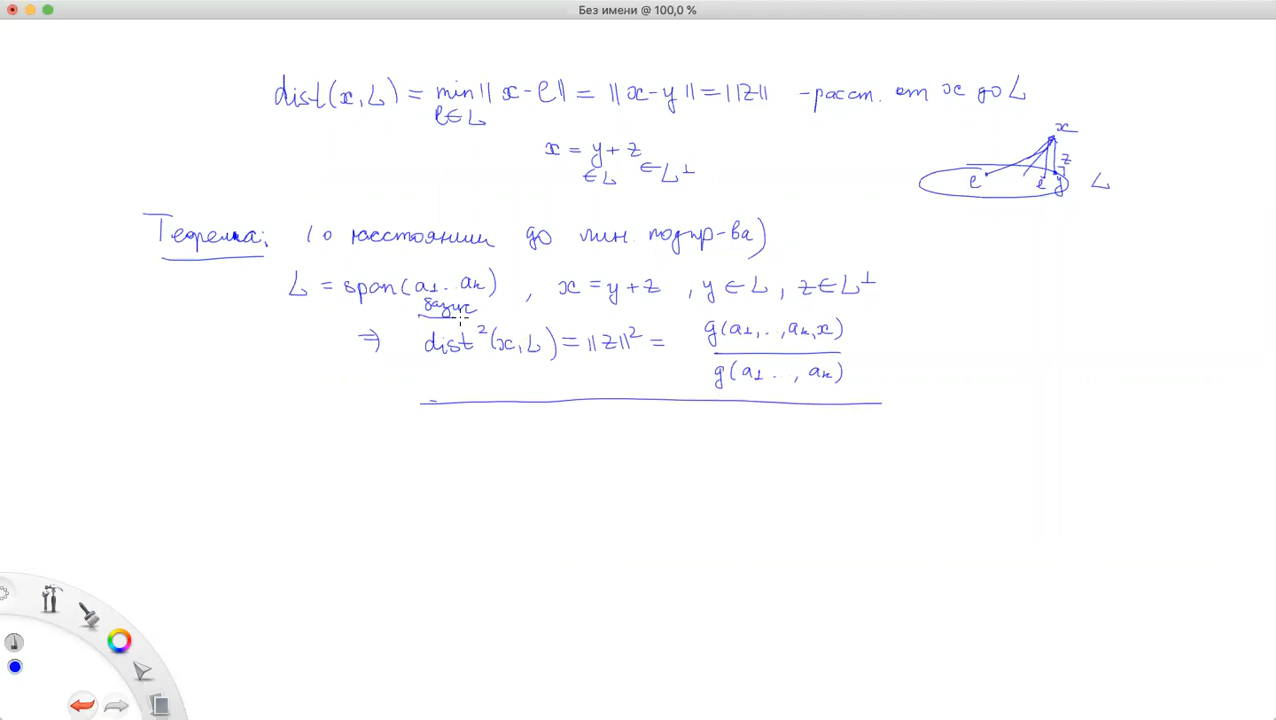 Без имени @ 100,0 %
dist(x,L) = min ||x-l|| = ||x-y|| = ||z|| - расст. от x до L
l∈L
x = y + z
∈L ∈L⊥
x
z
l l y L
Теорема: (о расстоянии до лин. подпр-ва)
L = span(a₁.. aₖ) , x = y + z , y ∈ L , z ∈ L⊥
базис
⇒ dist²(x,L) = ||z||² = g(a₁,..,aₖ,x)
g(a₁..., aₖ)